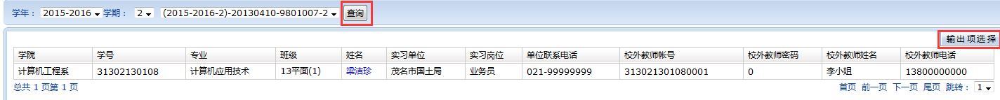 学年： 2015-2016 学期： 2 (2015-2016-2)-20130410-9801007-2 查询
输出项选择
学院 学号 专业 班级 姓名 实习单位 实习岗位 单位联系电话 校外教师帐号 校外教师密码 校外教师姓名 校外教师电话
计算机工程系 31302130108 计算机应用技术 13平面(1) 梁洁珍 茂名市国土局 业务员 021-99999999 313021301080001 0 李小姐 13800000000
总共 1 页第 1 页 首页 前一页 下一页 尾页 跳转： 1